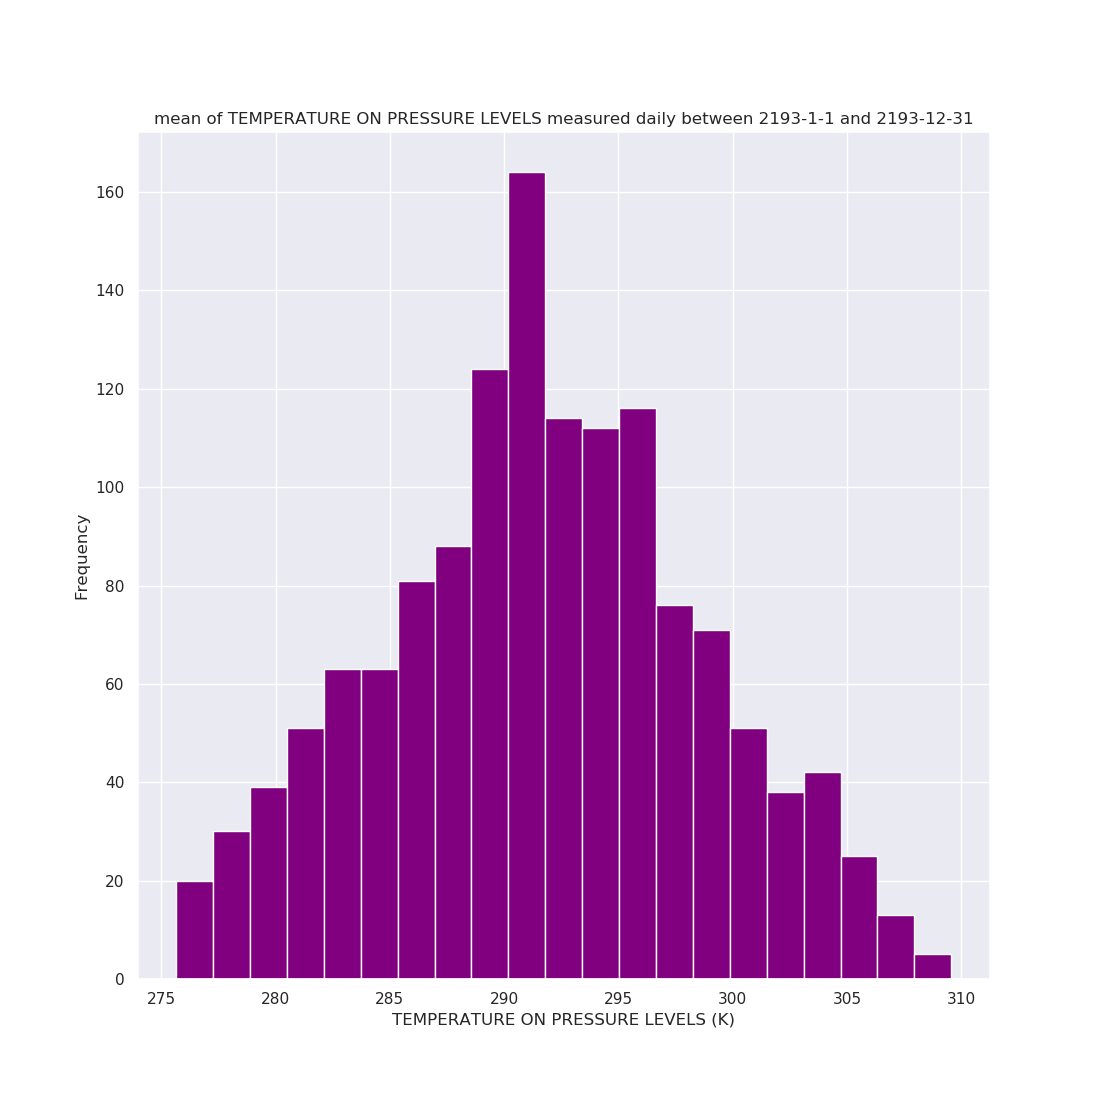 mean of TEMPERATURE ON PRESSURE LEVELS measured daily between 2193-1-1 and 2193-12-31
160
140
120
100
80
60
40
20
0
Frequency
275 280 285 290 295 300 305 310
TEMPERATURE ON PRESSURE LEVELS (K)